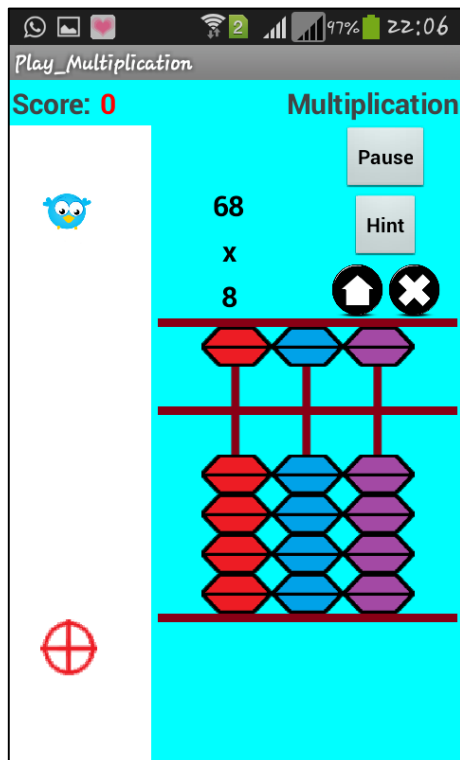 2 97% 22:06
Play_Multiplication
Score: 0 Multiplication
Pause
68
Hint
x
8